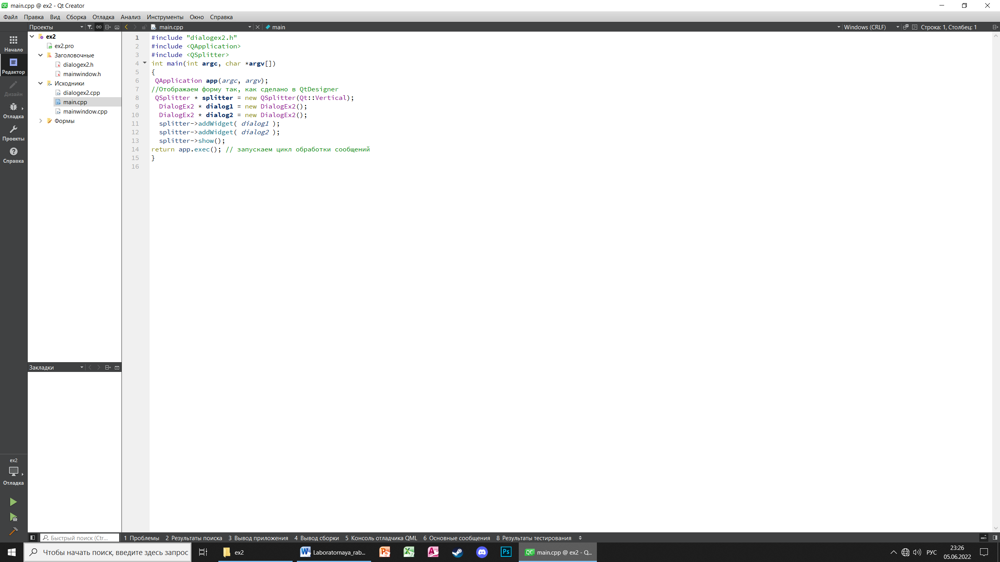 main.cpp @ ex2 - Qt Creator
Файл Правка Вид Сборка Отладка Анализ Инструменты Окно Справка
Проекты main.cpp main Windows (CRLF) Строка: 1, Столбец: 1
Начало
Редактор
Дизайн
Отладка
Проекты
Справка
ex2
ex2.pro
Заголовочные
dialogex2.h
mainwindow.h
Исходники
dialogex2.cpp
main.cpp
mainwindow.cpp
Формы
1 #include "dialogex2.h"
2 #include <QApplication>
3 #include <QSplitter>
4 int main(int argc, char *argv[])
5 {
6  QApplication app(argc, argv);
7 //Отображаем форму так, как сделано в QtDesigner
8  QSplitter * splitter = new QSplitter(Qt::Vertical);
9   DialogEx2 * dialog1 = new DialogEx2();
10   DialogEx2 * dialog2 = new DialogEx2();
11   splitter->addWidget( dialog1 );
12   splitter->addWidget( dialog2 );
13   splitter->show();
14 return app.exec(); // запускаем цикл обработки сообщений
15 }
16
Закладки
ex2
Отладка
Быстрый поиск (Ctr... 1 Проблемы 2 Результаты поиска 3 Вывод приложения 4 Вывод сборки 5 Консоль отладчика QML 6 Основные сообщения 8 Результаты тестирования
Чтобы начать поиск, введите здесь запрос ex2 Laboratornaya_rab... Ps QC main.cpp @ ex2 - Q... РУС 23:26
05.06.2022